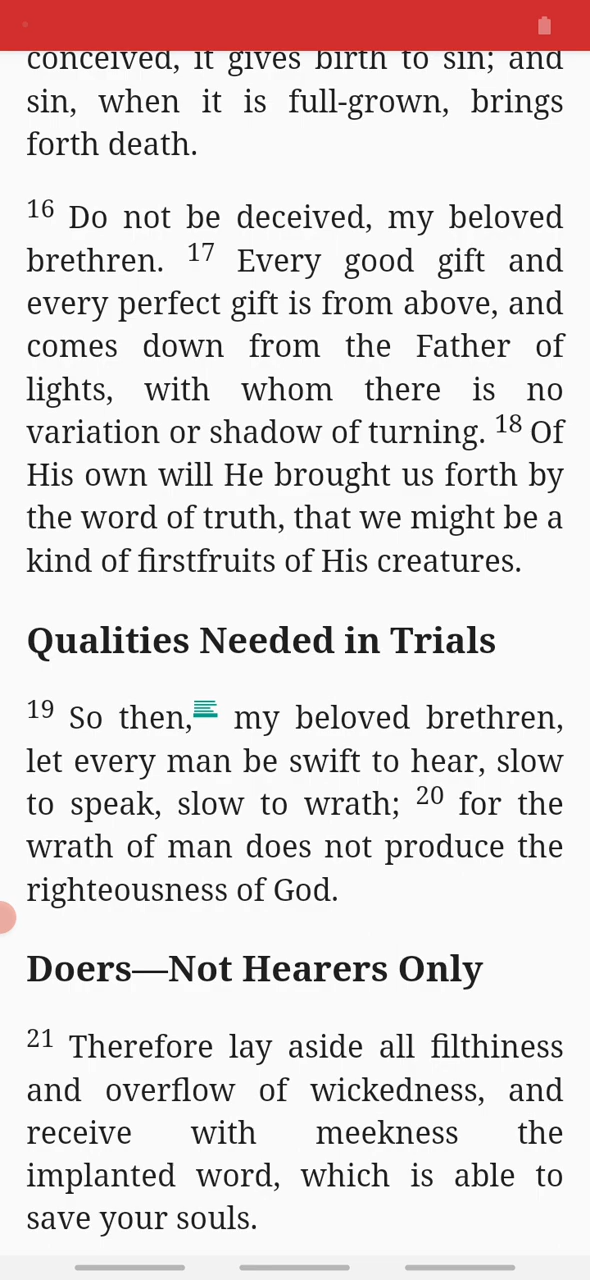 conceived, it gives birth to sin; and
sin, when it is full-grown, brings
forth death.
16 Do not be deceived, my beloved
brethren. 17 Every good gift and
every perfect gift is from above, and
comes down from the Father of
lights, with whom there is no
variation or shadow of turning. 18 Of
His own will He brought us forth by
the word of truth, that we might be a
kind of firstfruits of His creatures.
Qualities Needed in Trials
19 So then, my beloved brethren,
let every man be swift to hear, slow
to speak, slow to wrath; 20 for the
wrath of man does not produce the
righteousness of God.
Doers—Not Hearers Only
21 Therefore lay aside all filthiness
and overflow of wickedness, and
receive with meekness the
implanted word, which is able to
save your souls.